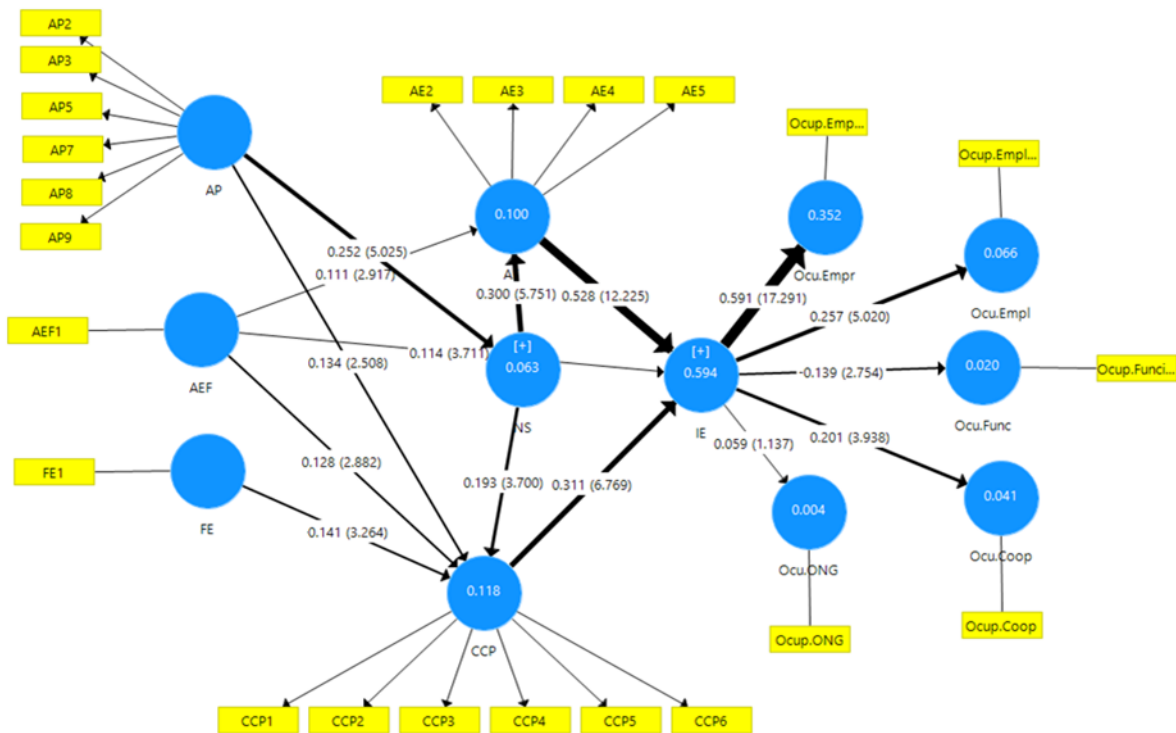 AP2
AP3
AP5
AP7
AP8
AP9
AP
AE2
AE3
AE4
AE5
0.100
A
Ocup.Emp...
0.352
Ocu.Empr
Ocup.Empl...
0.066
Ocu.Empl
0.252 (5.025)
0.111 (2.917)
0.300 (5.751)
0.528 (12.225)
0.591 (17.291)
0.257 (5.020)
AEF1
AEF
0.114 (3.711)
0.134 (2.508)
[+]
0.063
NS
[+]
0.594
IE
-0.139 (2.754)
0.020
Ocu.Func
Ocup.Funci...
0.059 (1.137)
0.201 (3.938)
FE1
FE
0.128 (2.882)
0.141 (3.264)
0.193 (3.700)
0.311 (6.769)
0.004
Ocu.ONG
0.041
Ocu.Coop
Ocup.ONG
Ocup.Coop
0.118
CCP
CCP1
CCP2
CCP3
CCP4
CCP5
CCP6